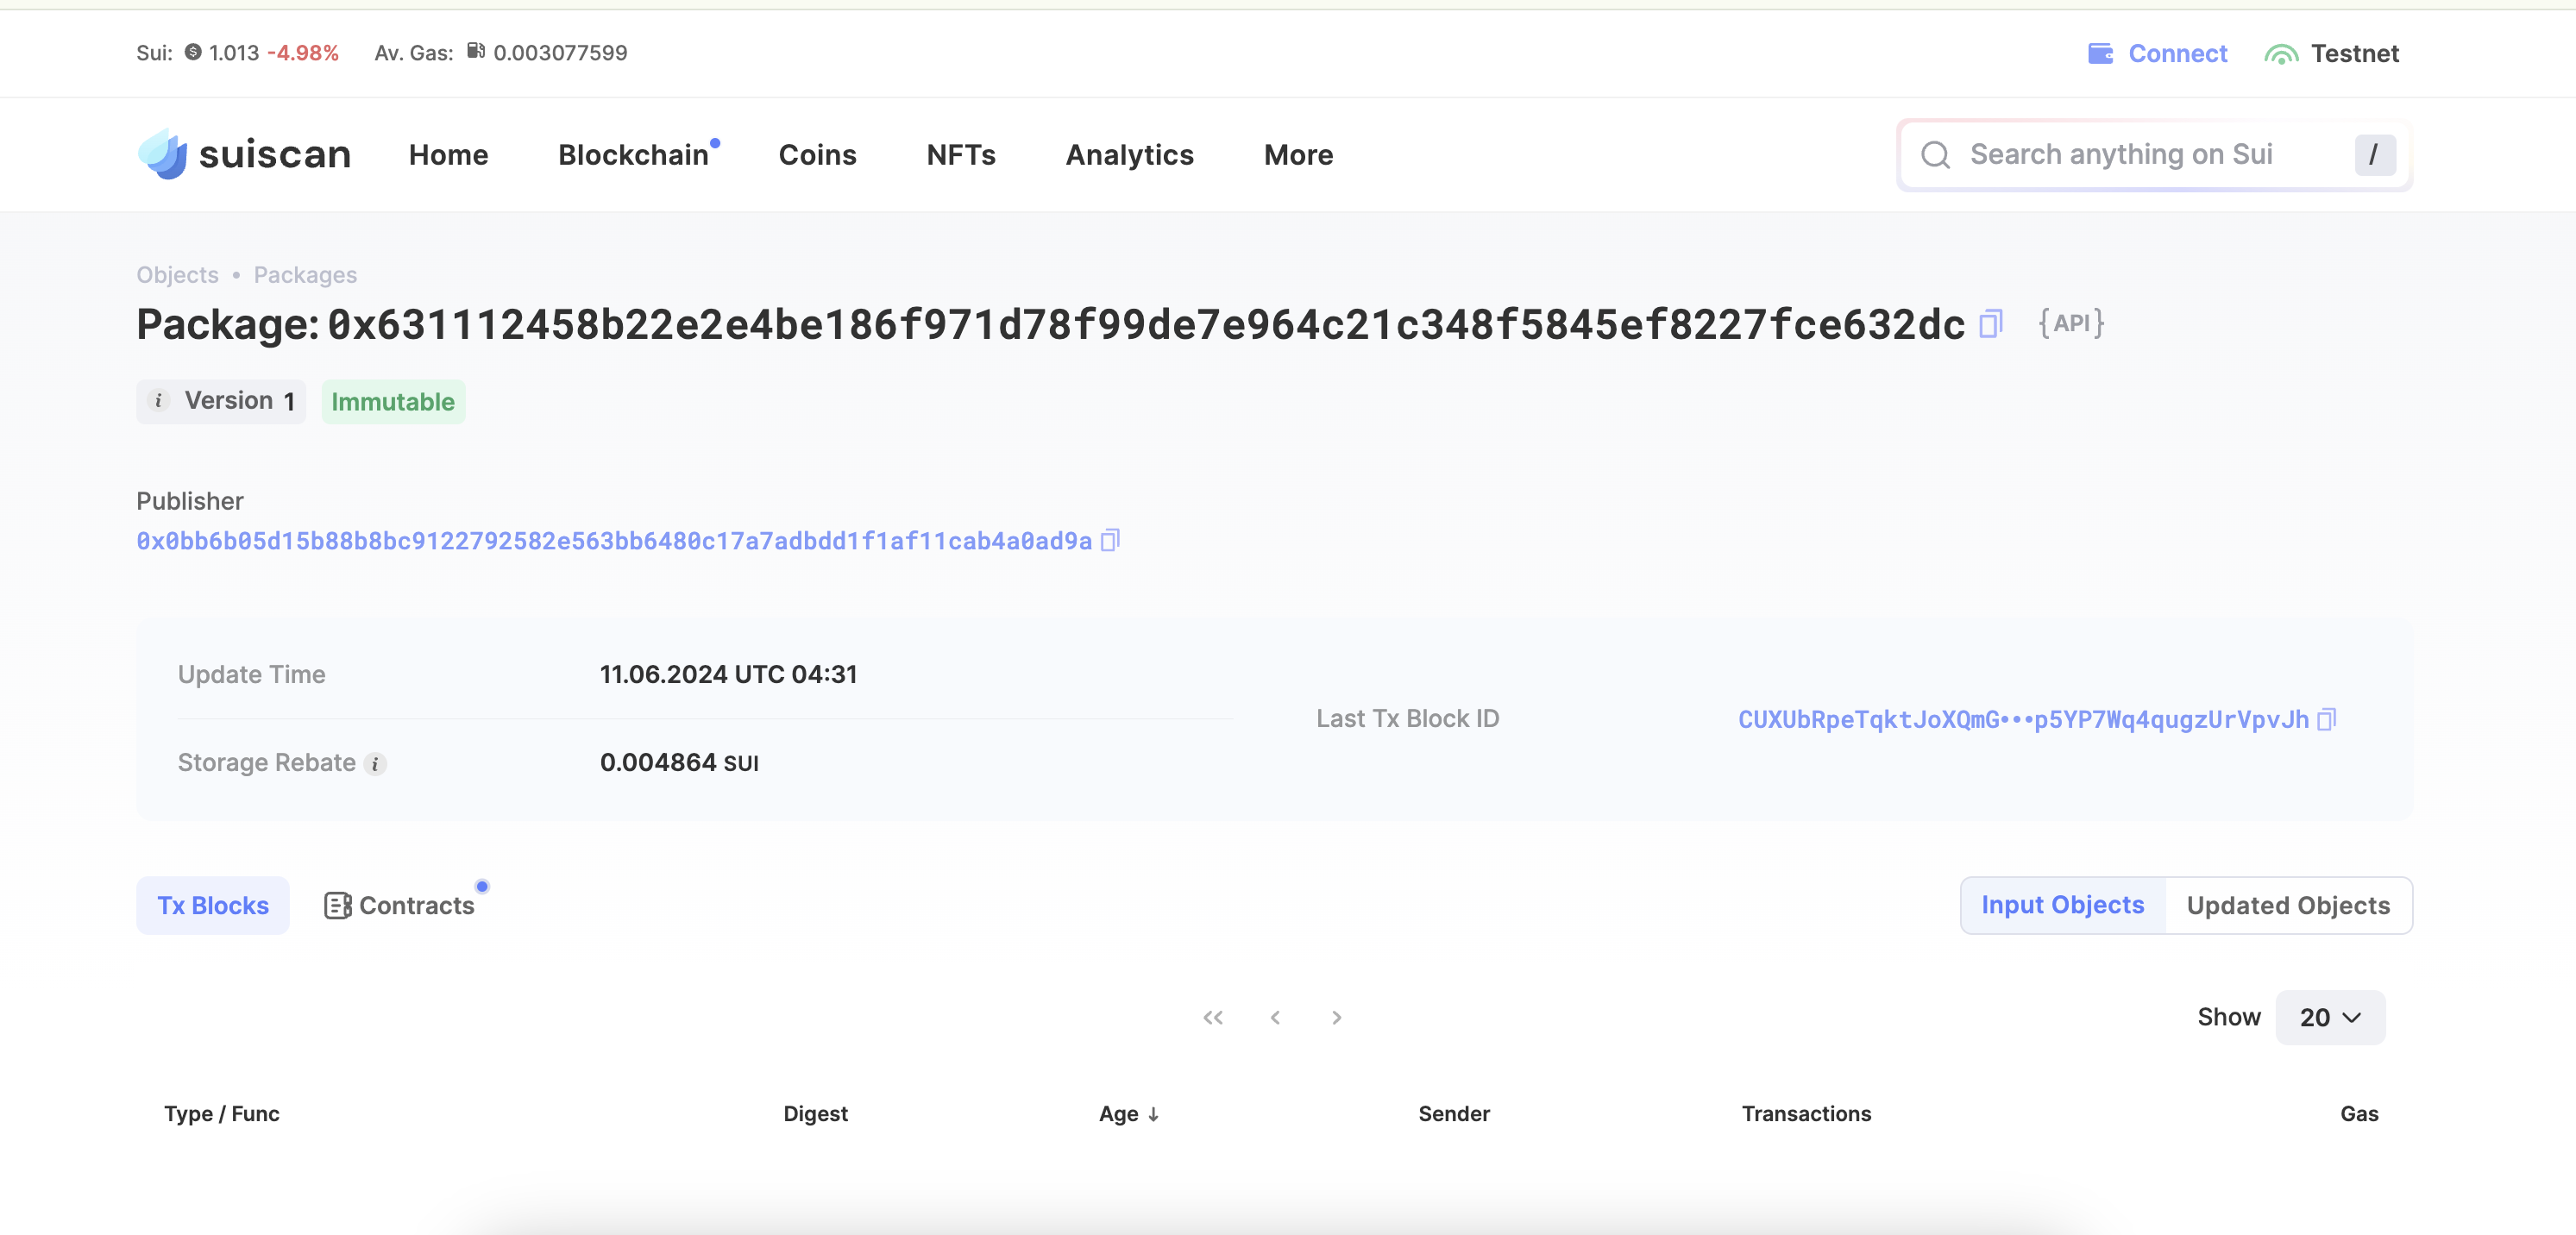 Sui: 1.013 -4.98% Av. Gas: 0.003077599 Connect Testnet
suiscan Home Blockchain Coins NFTs Analytics More Search anything on Sui /
Objects • Packages
Package: 0x631112458b22e2e4be186f971d78f99de7e964c21c348f5845ef8227fce632dc {API}
i Version 1 Immutable
Publisher
0x0bb6b05d15b88b8bc9122792582e563bb6480c17a7adbdd1f1af11cab4a0ad9a
Update Time 11.06.2024 UTC 04:31
Last Tx Block ID CUXUbRpeTqktJoXQmG•••p5YP7Wq4qugzUrVpvJh
Storage Rebate i 0.004864 SUI
Tx Blocks Contracts Input Objects Updated Objects
Show 20
Type / Func Digest Age ↓ Sender Transactions Gas